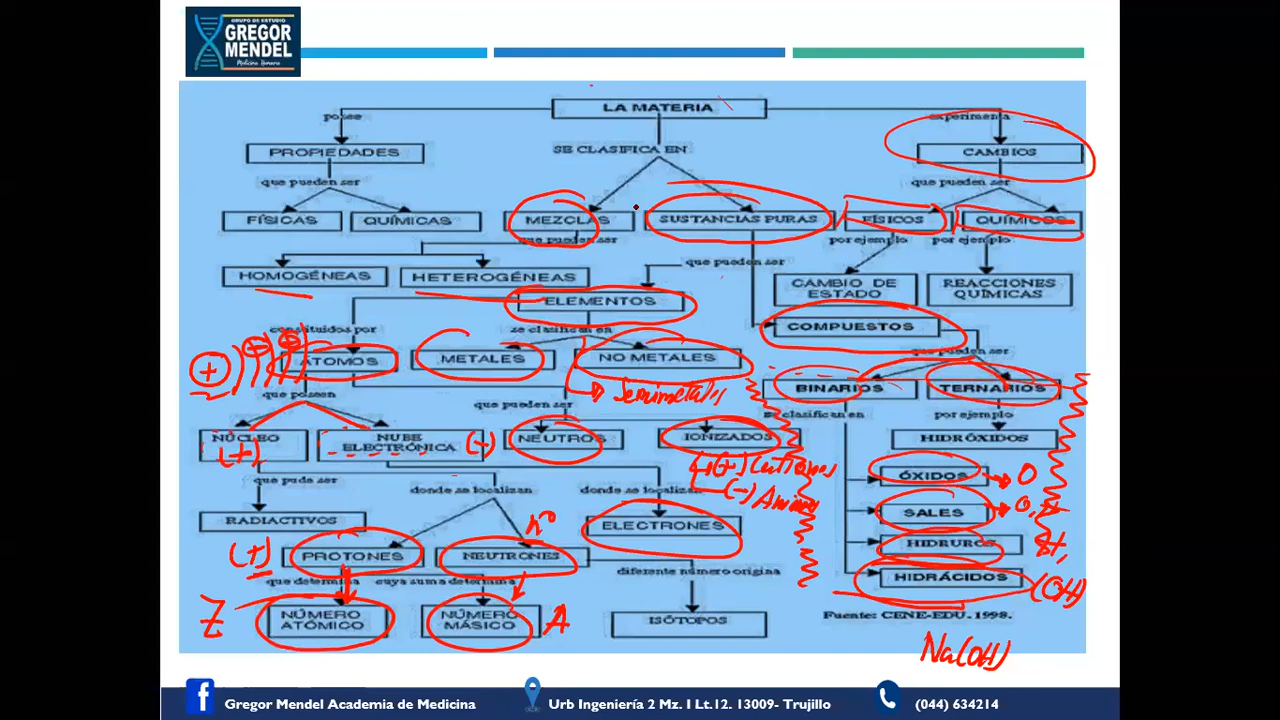 GRUPO DE ESTUDIO
GREGOR
MENDEL
Medicina Humana
LA MATERIA
posee
experimenta
SE CLASIFICA EN
PROPIEDADES
CAMBIOS
que pueden ser
que pueden ser
FÍSICAS
QUÍMICAS
MEZCLAS
SUSTANCIAS PURAS
FÍSICOS
QUÍMICOS
que pueden ser
por ejemplo
por ejemplo
que pueden ser
HOMOGÉNEAS
HETEROGÉNEAS
CAMBIO DE
ESTADO
REACCIONES
QUÍMICAS
ELEMENTOS
constituidos por
se clasifican en
COMPUESTOS
que pueden ser
ÁTOMOS
METALES
NO METALES
(+)
(+)
(+)
Semimetales
BINARIOS
TERNARIOS
que poseen
que pueden ser
se clasifican en
por ejemplo
NÚCLEO
(+)
NUBE
ELECTRÓNICA
(-)
NEUTROS
IONIZADOS
HIDRÓXIDOS
(+) Cationes
(-) Aniones
que puede ser
donde se localizan
donde se localizan
ÓXIDOS
O
RADIACTIVOS
nº
ELECTRONES
SALES
O,
(+)
PROTONES
NEUTRONES
HIDRUROS
H,
que determina
cuya suma determina
diferente número origina
HIDRÁCIDOS
(OH)
Z
NÚMERO
ATÓMICO
NÚMERO
MÁSICO
A
ISÓTOPOS
Fuente: CENE-EDU. 1998.
Na(OH)
f
Gregor Mendel Academia de Medicina
Urb Ingeniería 2 Mz. I Lt.12. 13009- Trujillo
(044) 634214